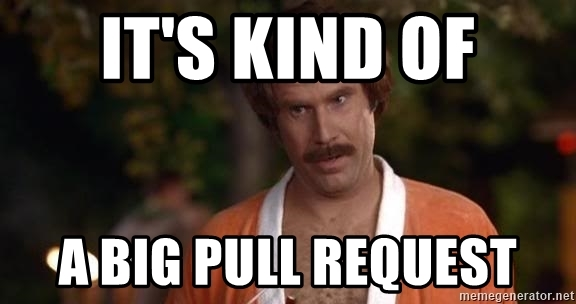 IT'S KIND OF
A BIG PULL REQUEST
memegenerator.net